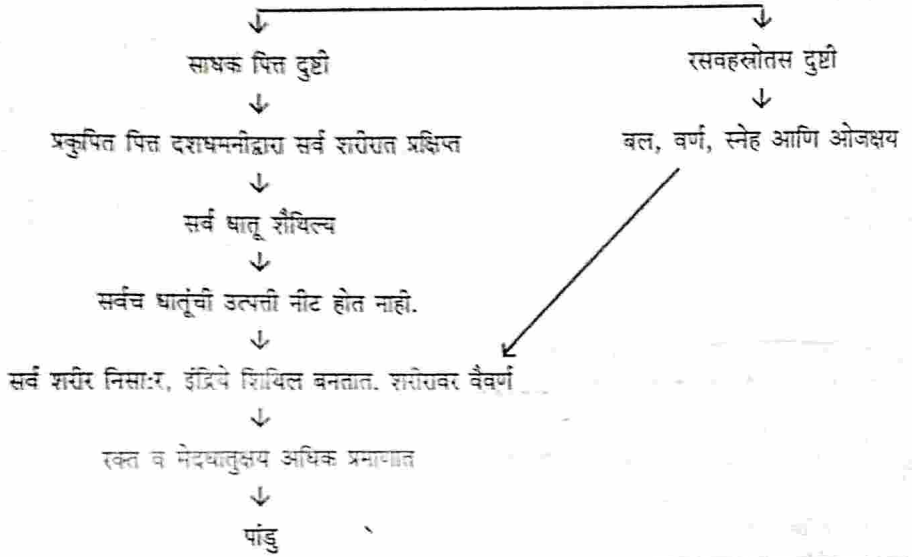 साधक पित्त दुष्टी
रसवहस्रोतस दुष्टी
प्रकुपित पित्त दशधमनीद्वारा सर्व शरीरात प्रक्षिप्त
बल, वर्ण, स्नेह आणि ओजक्षय
सर्व धातू शैथिल्य
सर्वच धातूंची उत्पत्ती नीट होत नाही.
सर्व शरीर निसाःर, इंद्रिये शिथिल बनतात. शरीरावर वैवर्ण
रक्त व मेदधातुक्षय अधिक प्रमाणात
पांडु